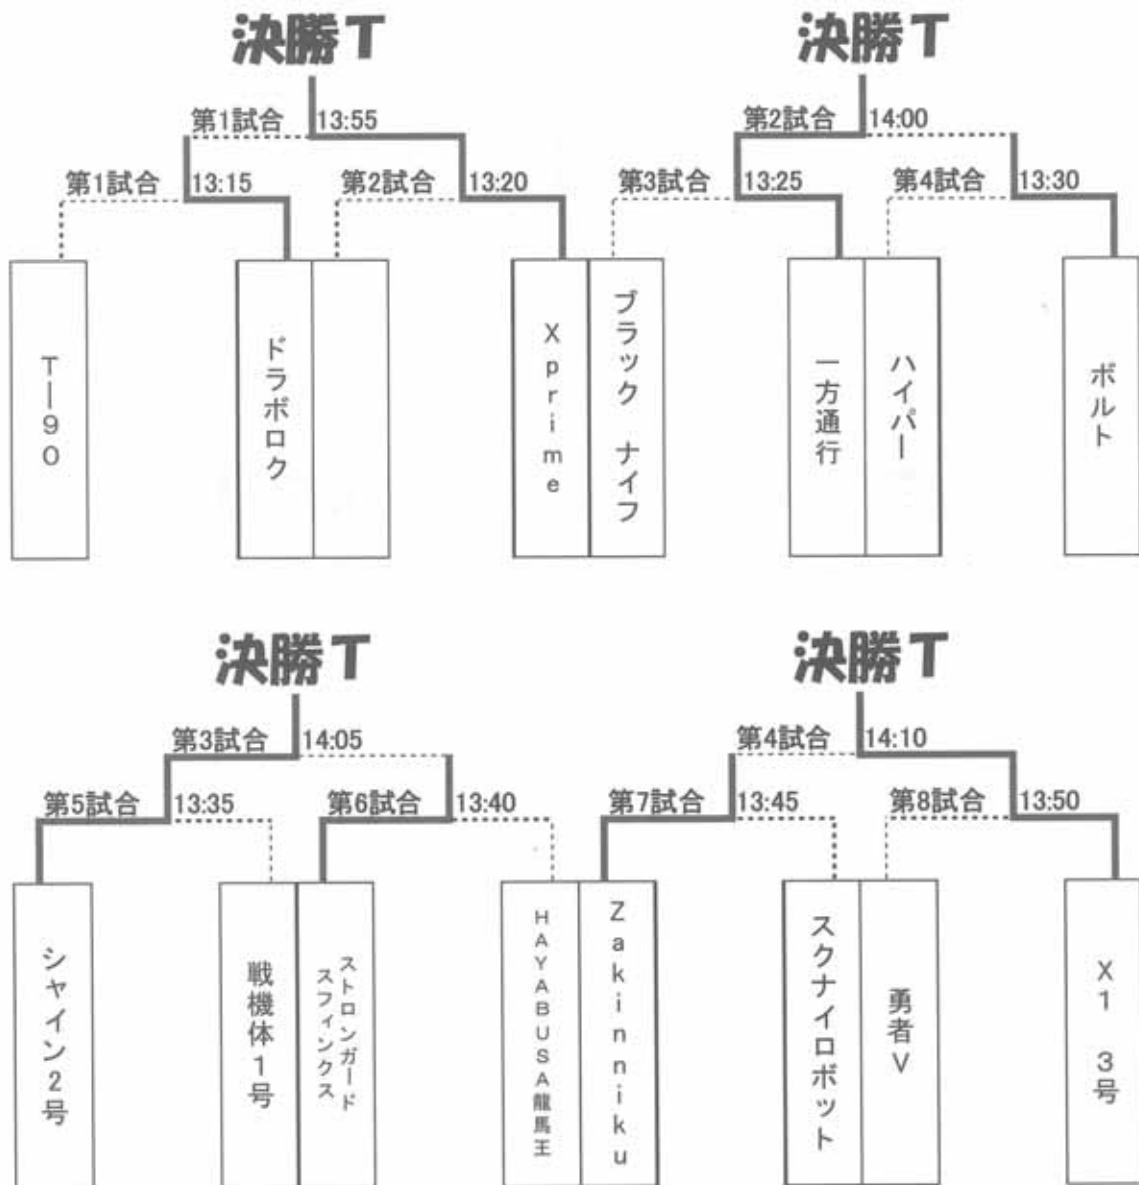 決勝T
決勝T
第1試合 13:55
第2試合 14:00
第1試合 13:15
第2試合 13:20
第3試合 13:25
第4試合 13:30
T―90
ドラボロク
Xprime
ブラック ナイフ
一方通行
ハイパー
ボルト
決勝T
決勝T
第3試合 14:05
第4試合 14:10
第5試合 13:35
第6試合 13:40
第7試合 13:45
第8試合 13:50
シャイン2号
戦機体1号
ストロンガード
スフィンクス
HAYABUSA龍馬王
Zakinniku
スクナイロボット
勇者V
X1 3号